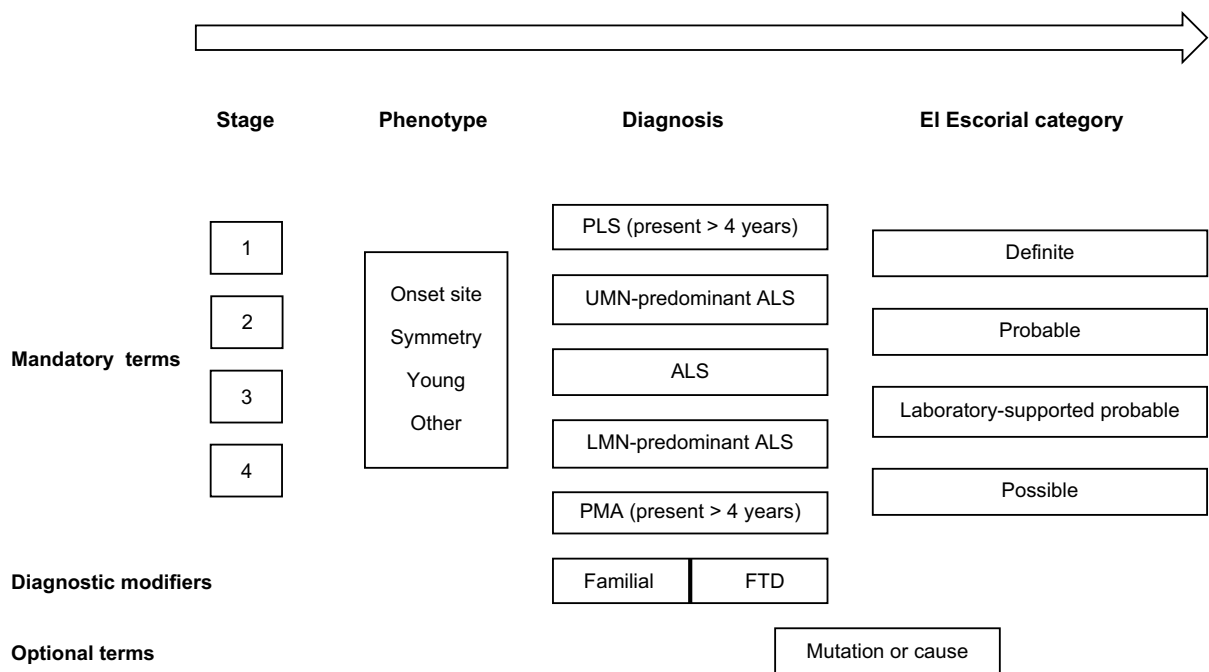 Stage Phenotype Diagnosis El Escorial category
Mandatory terms
1
2
3
4
Onset site
Symmetry
Young
Other
PLS (present > 4 years)
UMN-predominant ALS
ALS
LMN-predominant ALS
PMA (present > 4 years)
Definite
Probable
Laboratory-supported probable
Possible
Diagnostic modifiers
Familial FTD
Optional terms
Mutation or cause